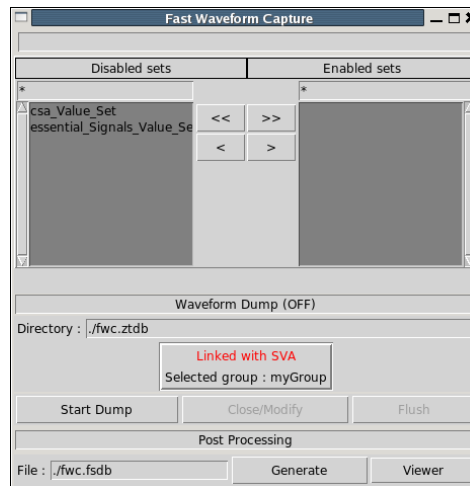 Fast Waveform Capture
Disabled sets Enabled sets
* *
csa_Value_Set
essential_Signals_Value_Se
<< >>
< >
Waveform Dump (OFF)
Directory : ./fwc.ztdb
Linked with SVA
Selected group : myGroup
Start Dump Close/Modify Flush
Post Processing
File : ./fwc.fsdb Generate Viewer